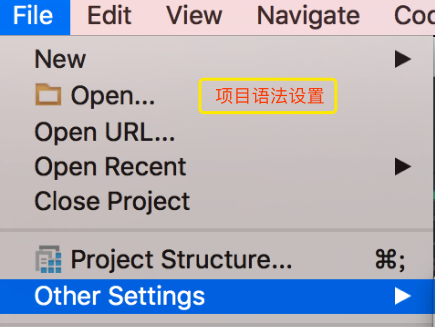 File Edit View Navigate
New
Open... 项目语法设置
Open URL...
Open Recent
Close Project
Project Structure... ⌘;
Other Settings